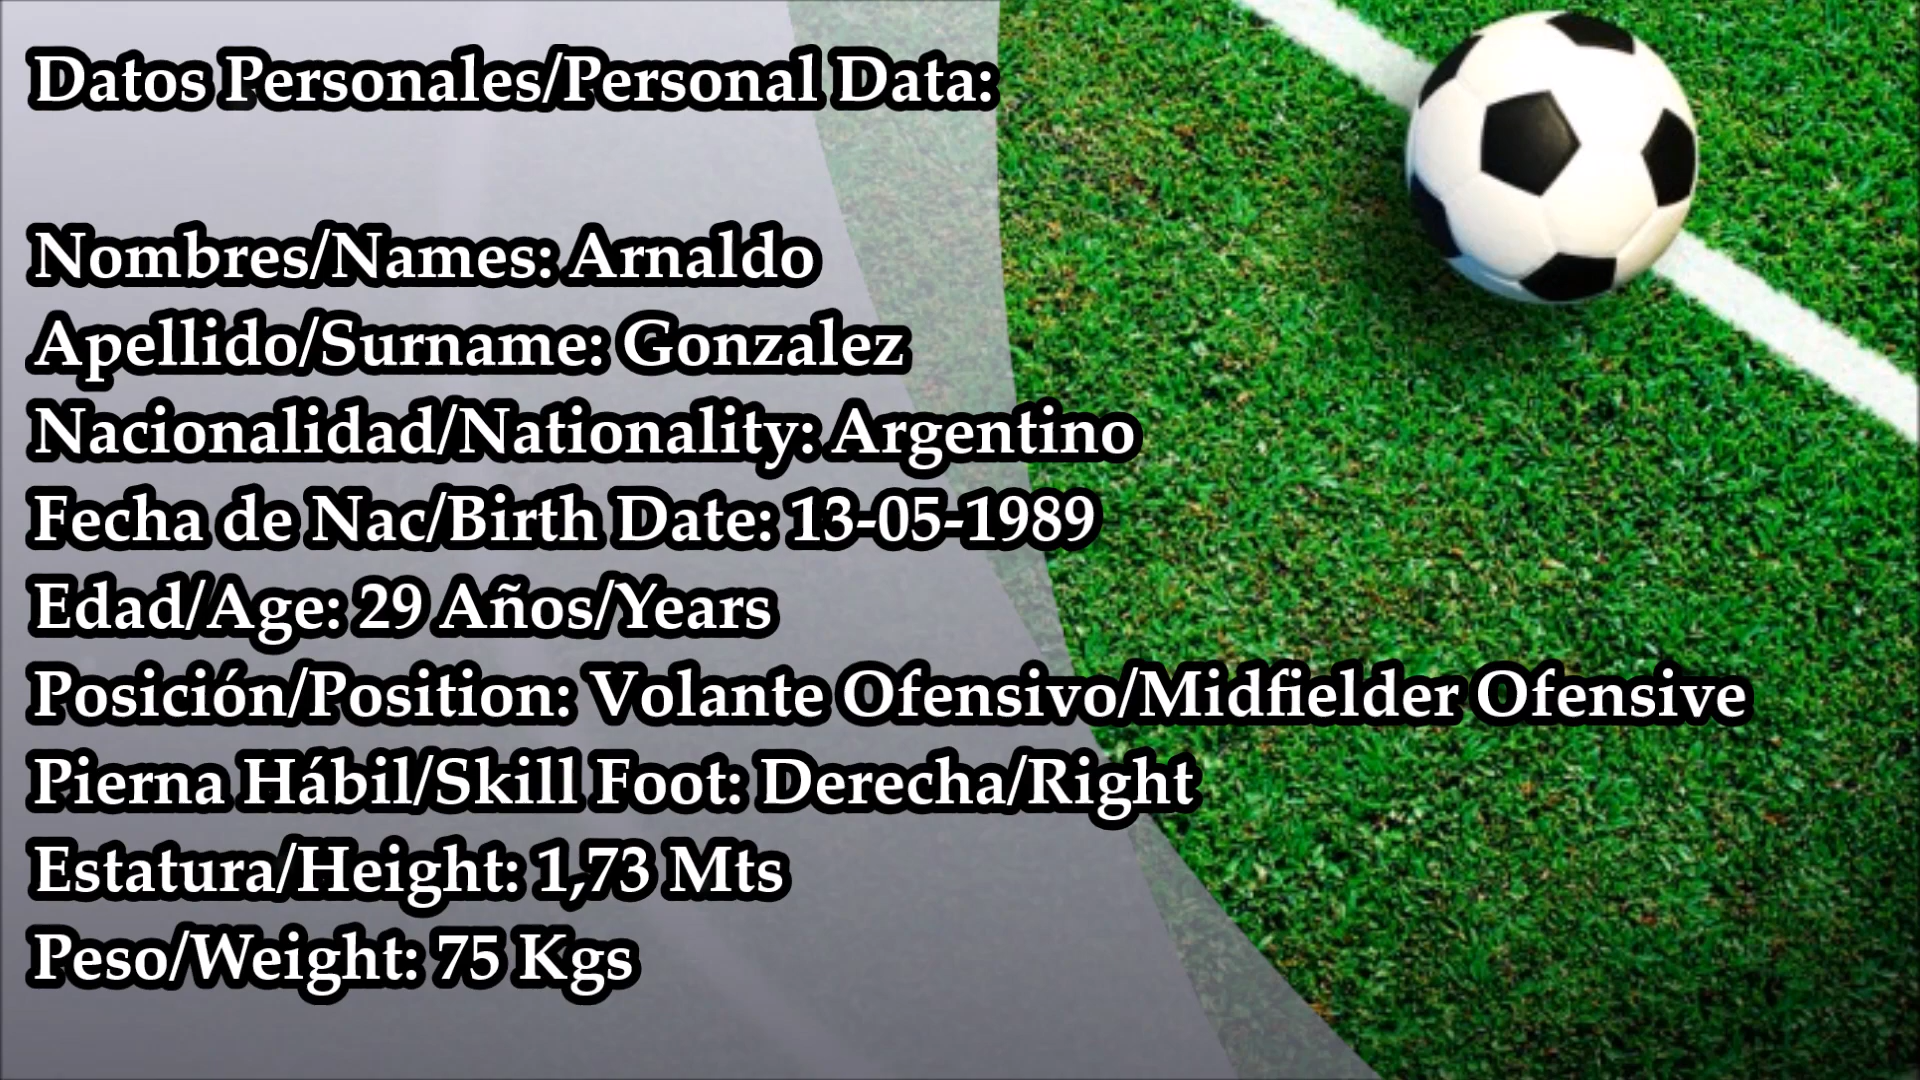 Datos Personales/Personal Data:
Nombres/Names: Arnaldo
Apellido/Surname: Gonzalez
Nacionalidad/Nationality: Argentino
Fecha de Nac/Birth Date: 13-05-1989
Edad/Age: 29 Años/Years
Posición/Position: Volante Ofensivo/Midfielder Ofensive
Pierna Hábil/Skill Foot: Derecha/Right
Estatura/Height: 1,73 Mts
Peso/Weight: 75 Kgs